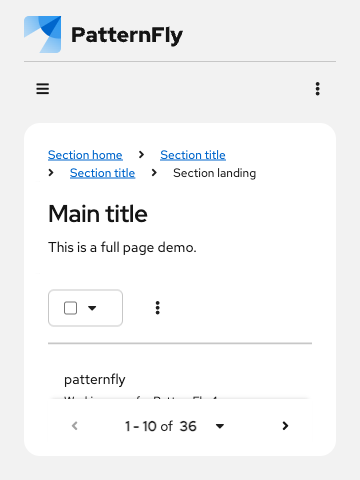 PatternFly
Section home Section title
Section title Section landing
Main title
This is a full page demo.
patternfly
1 - 10 of 36